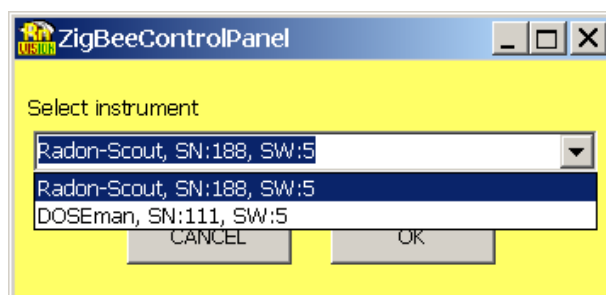 ZigBeeControlPanel
Select instrument
Radon-Scout, SN:188, SW:5
Radon-Scout, SN:188, SW:5
DOSEman, SN:111, SW:5
CANCEL OK